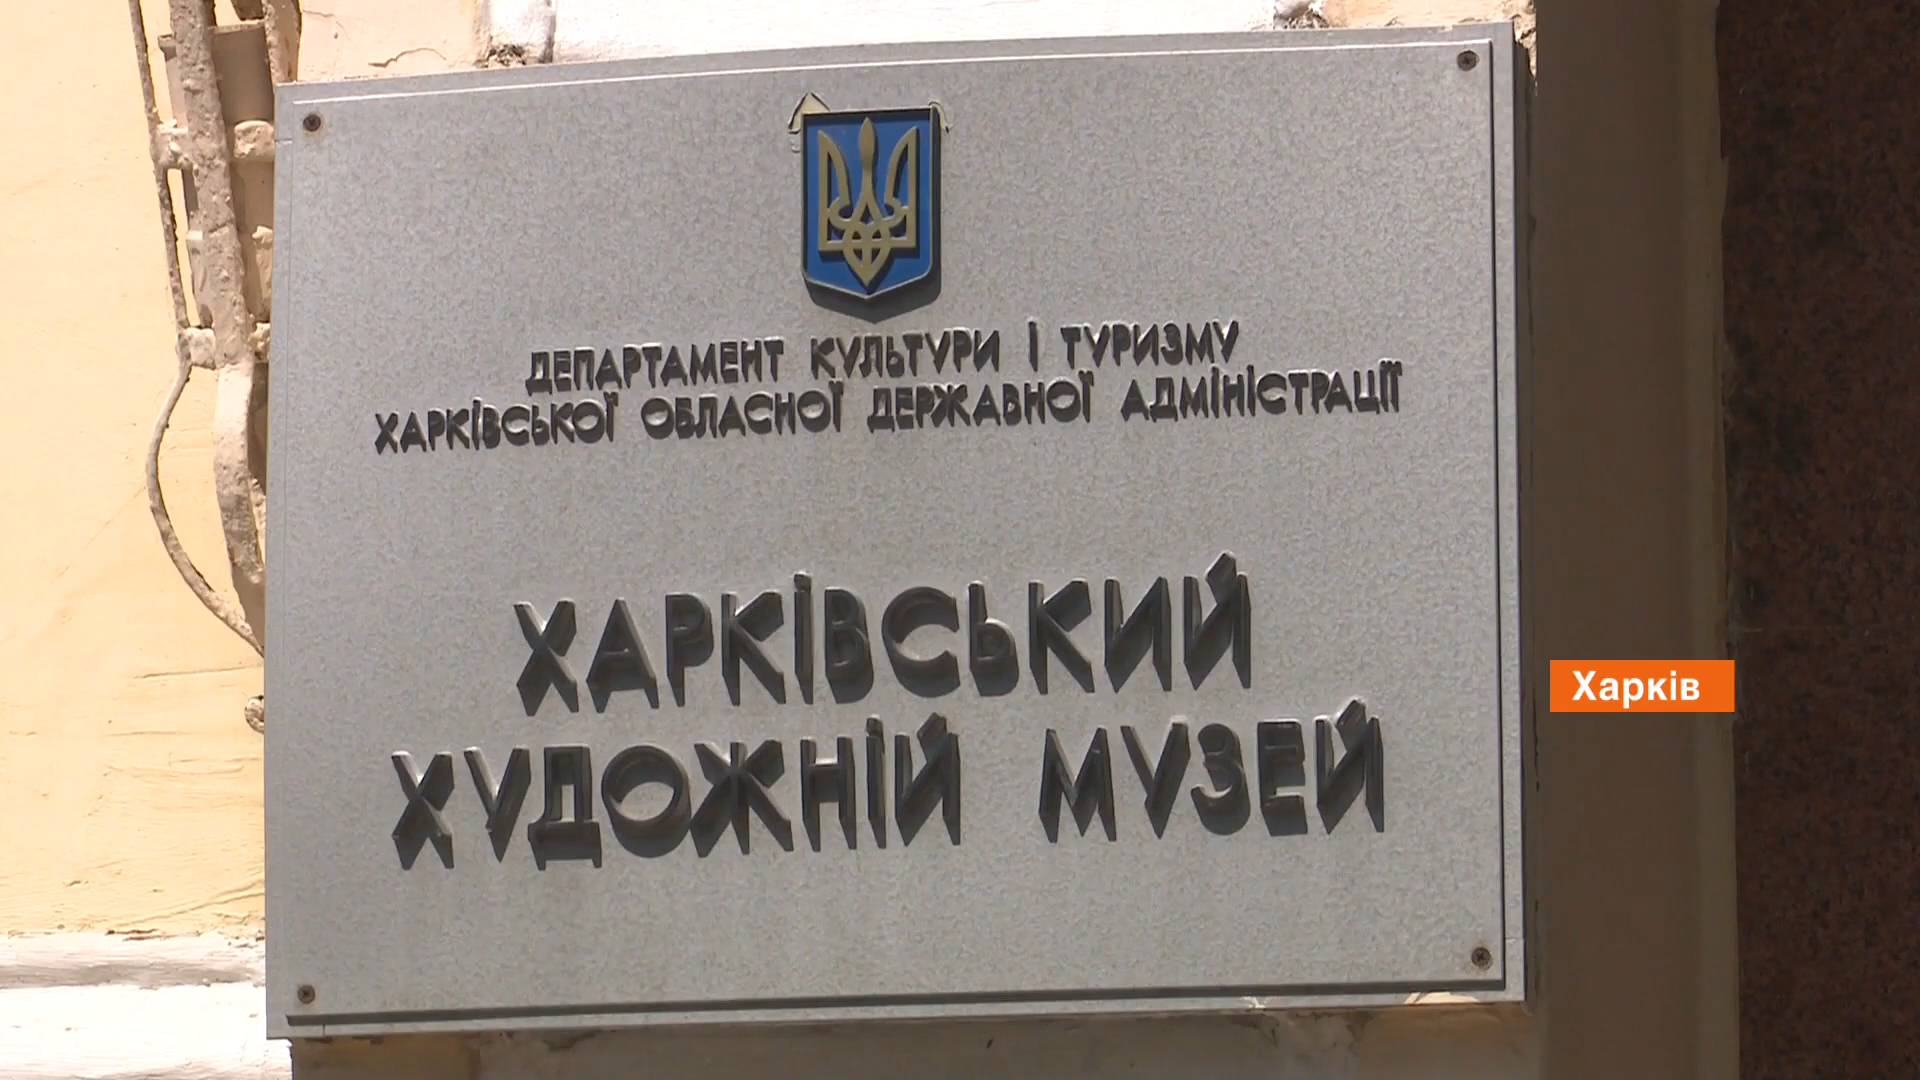 ДЕПАРТАМЕНТ КУЛЬТУРИ І ТУРИЗМУ
ХАРКІВСЬКОЇ ОБЛАСНОЇ ДЕРЖАВНОЇ АДМІНІСТРАЦІЇ
ХАРКІВСЬКИЙ
ХУДОЖНІЙ МУЗЕЙ
Харків